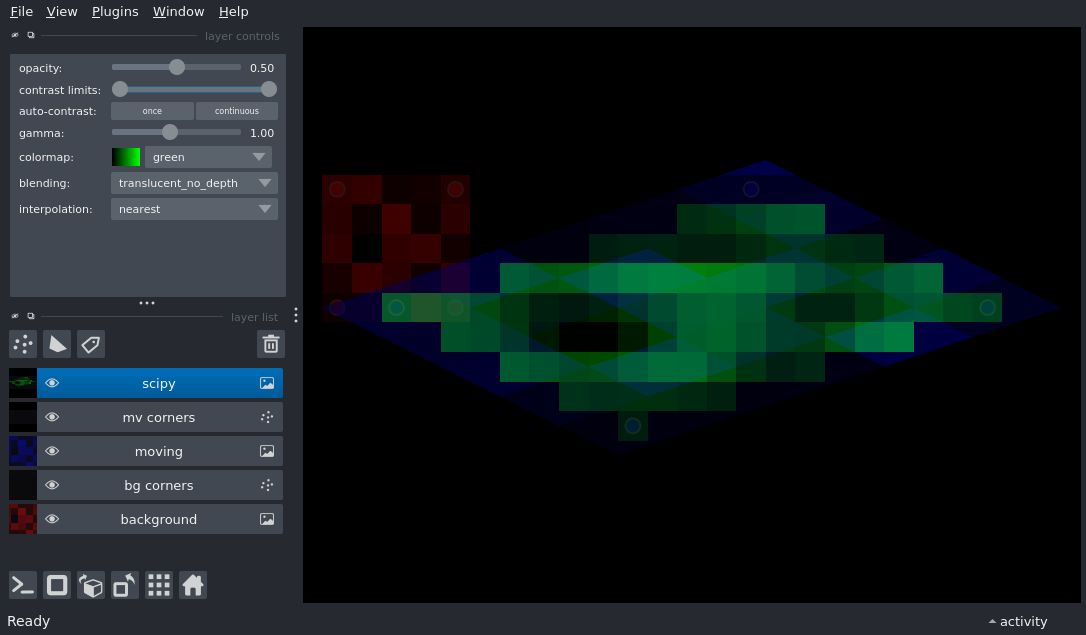 File View Plugins Window Help
layer controls
opacity: 0.50
contrast limits:
auto-contrast: once continuous
gamma: 1.00
colormap: green
blending: translucent_no_depth
interpolation: nearest
layer list
scipy
mv corners
moving
bg corners
background
Ready
activity